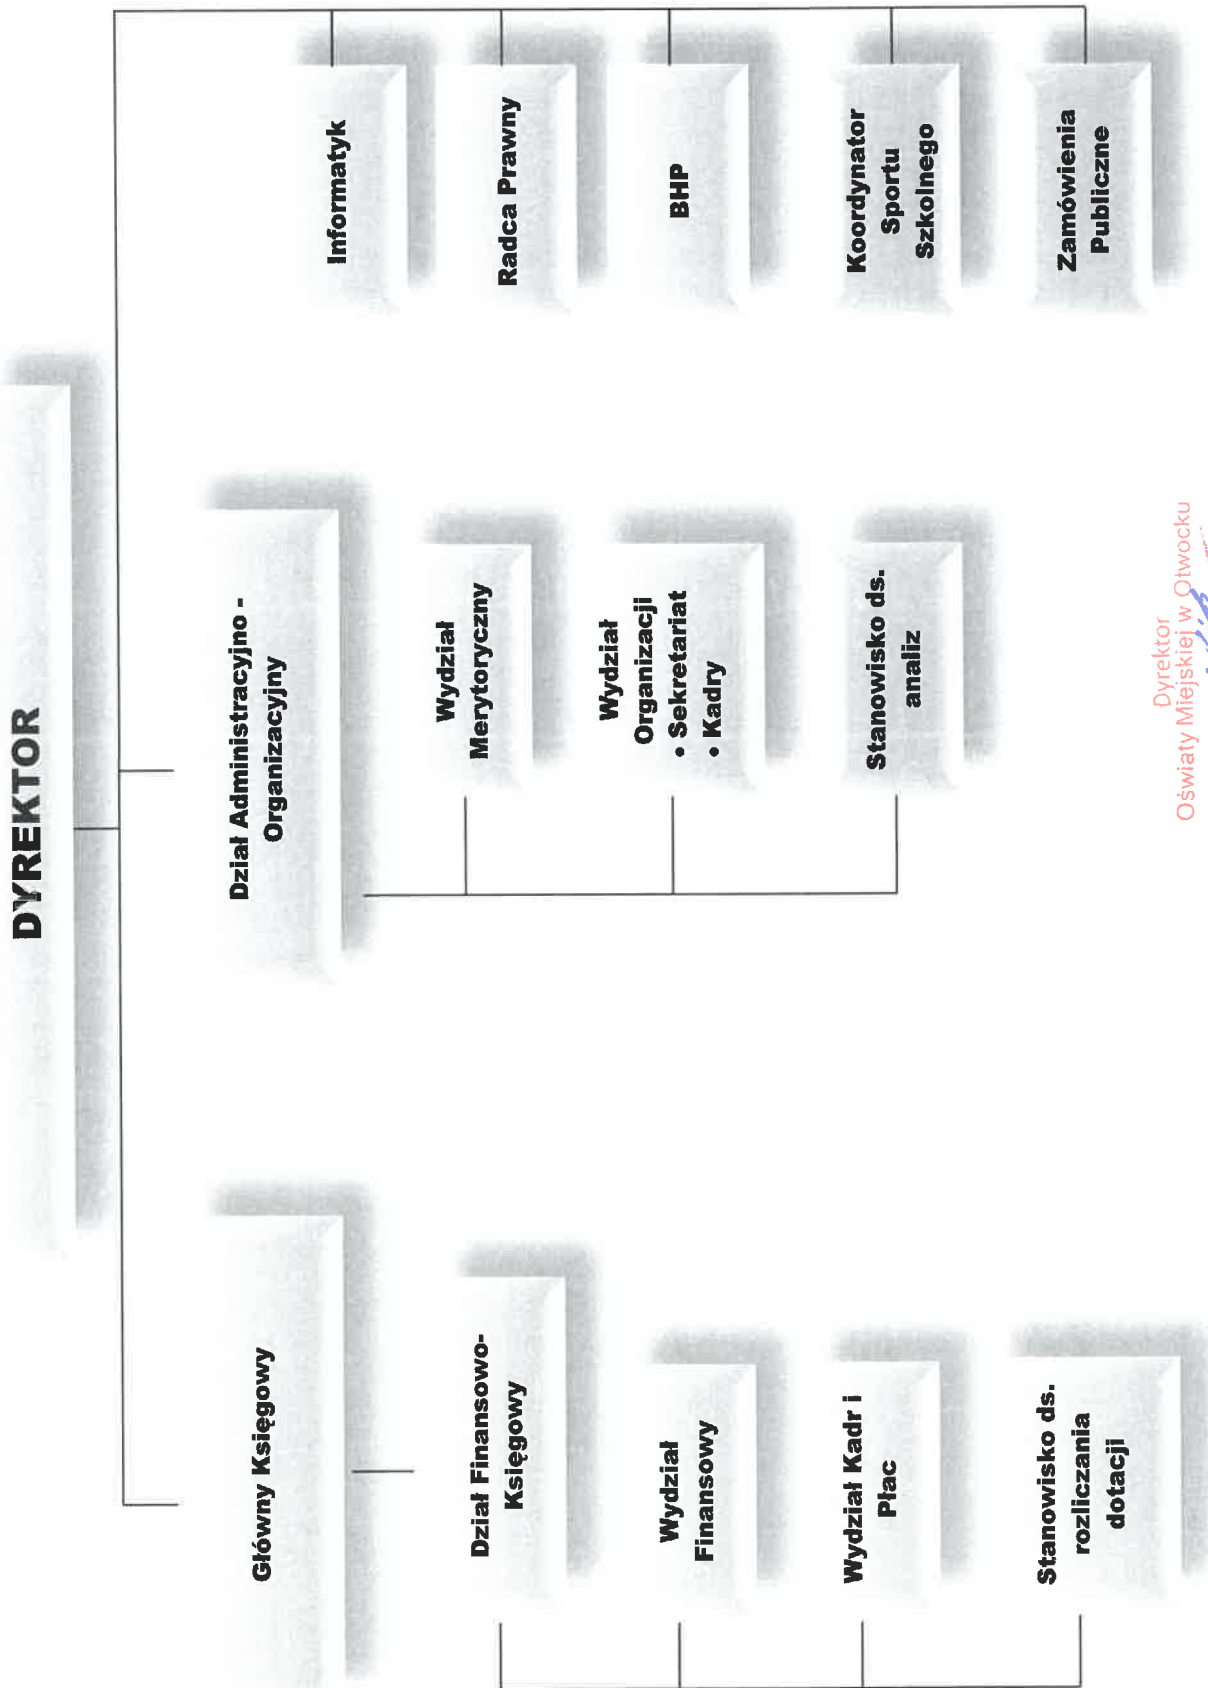 DYREKTOR
Główny Księgowy
Dział Finansowo-
Księgowy
Wydział
Finansowy
Wydział Kadr i
Płac
Stanowisko ds.
rozliczania
dotacji
Dział Administracyjno -
Organizacyjny
Wydział
Merytoryczny
Wydział
Organizacji
• Sekretariat
• Kadry
Stanowisko ds.
analiz
Informatyk
Radca Prawny
BHP
Koordynator
Sportu
Szkolnego
Zamówienia
Publiczne
Dyrektor
Oświaty Miejskiej w Otwocku